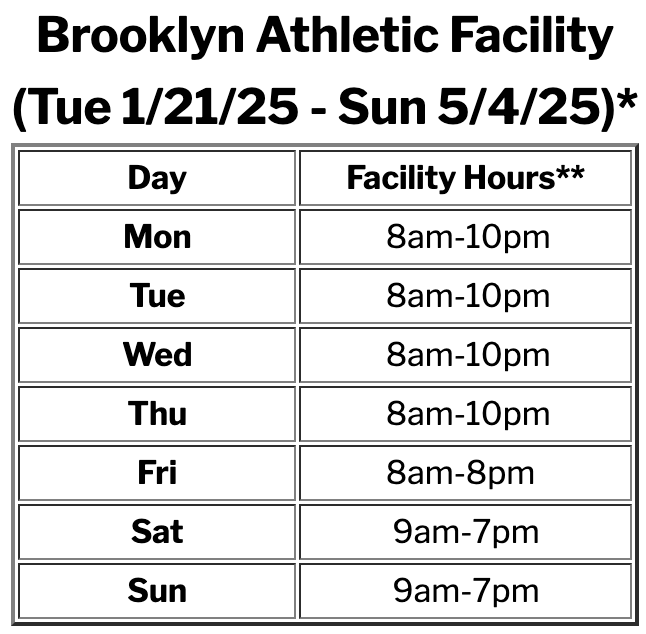 Brooklyn Athletic Facility
(Tue 1/21/25 - Sun 5/4/25)*
Day Facility Hours**
Mon 8am-10pm
Tue 8am-10pm
Wed 8am-10pm
Thu 8am-10pm
Fri 8am-8pm
Sat 9am-7pm
Sun 9am-7pm